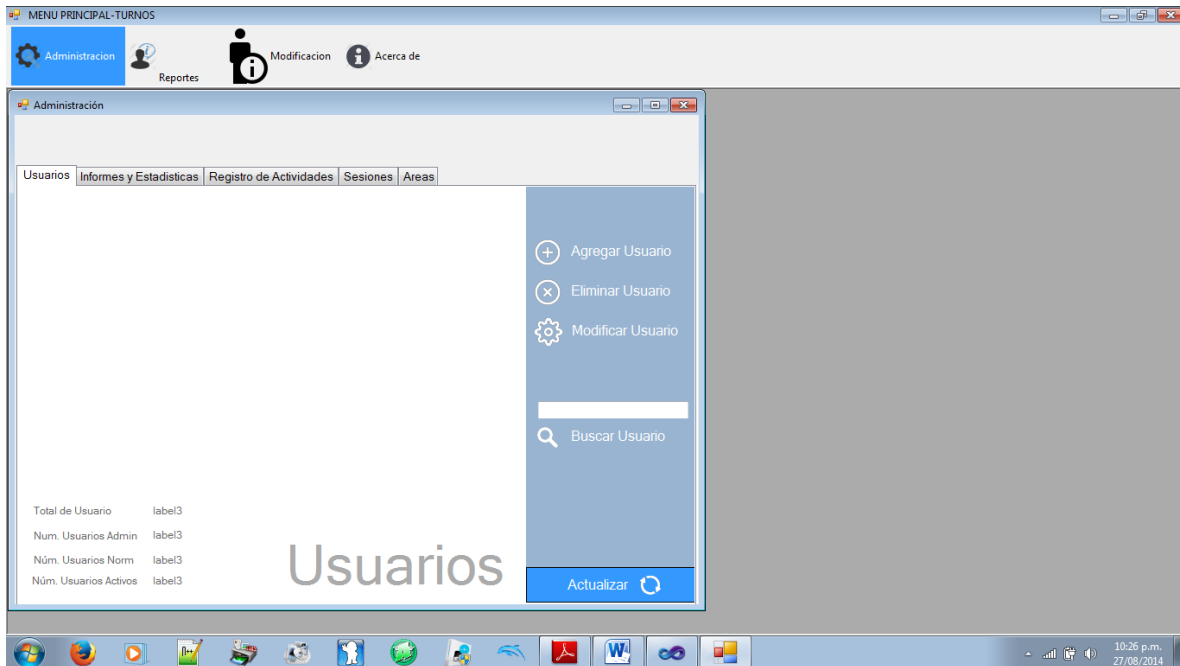 MENU PRINCIPAL-TURNOS
Administracion
Reportes
Modificacion
Acerca de
Administración
Usuarios Informes y Estadisticas Registro de Actividades Sesiones Areas
Agregar Usuario
Eliminar Usuario
Modificar Usuario
Buscar Usuario
Total de Usuario label3
Num. Usuarios Admin label3
Núm. Usuarios Norm label3
Núm. Usuarios Activos label3
Usuarios
Actualizar
10:26 p.m.
27/08/2014